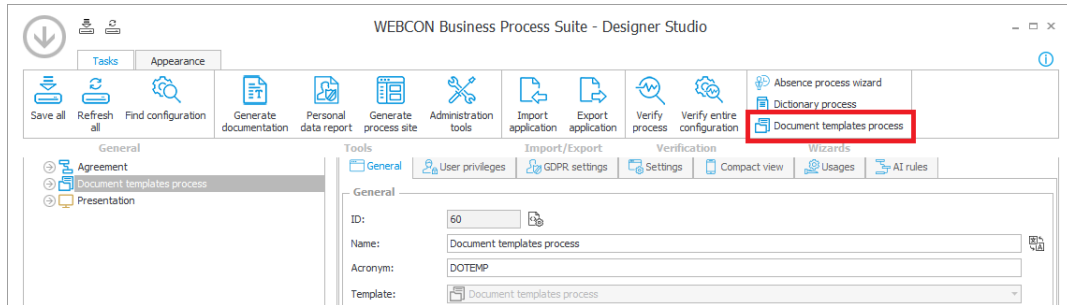 WEBCON Business Process Suite - Designer Studio
Tasks Appearance
Save all
Refresh all
Find configuration
Generate documentation
Personal data report
Generate process site
Administration tools
Import application
Export application
Verify process
Verify entire configuration
Absence process wizard
Dictionary process
Document templates process
General Tools Import/Export Verification Wizards
Agreement
Document templates process
Presentation
General User privileges GDPR settings Settings Compact view Usages AI rules
General
ID: 60
Name: Document templates process
Acronym: DOTEMP
Template: Document templates process